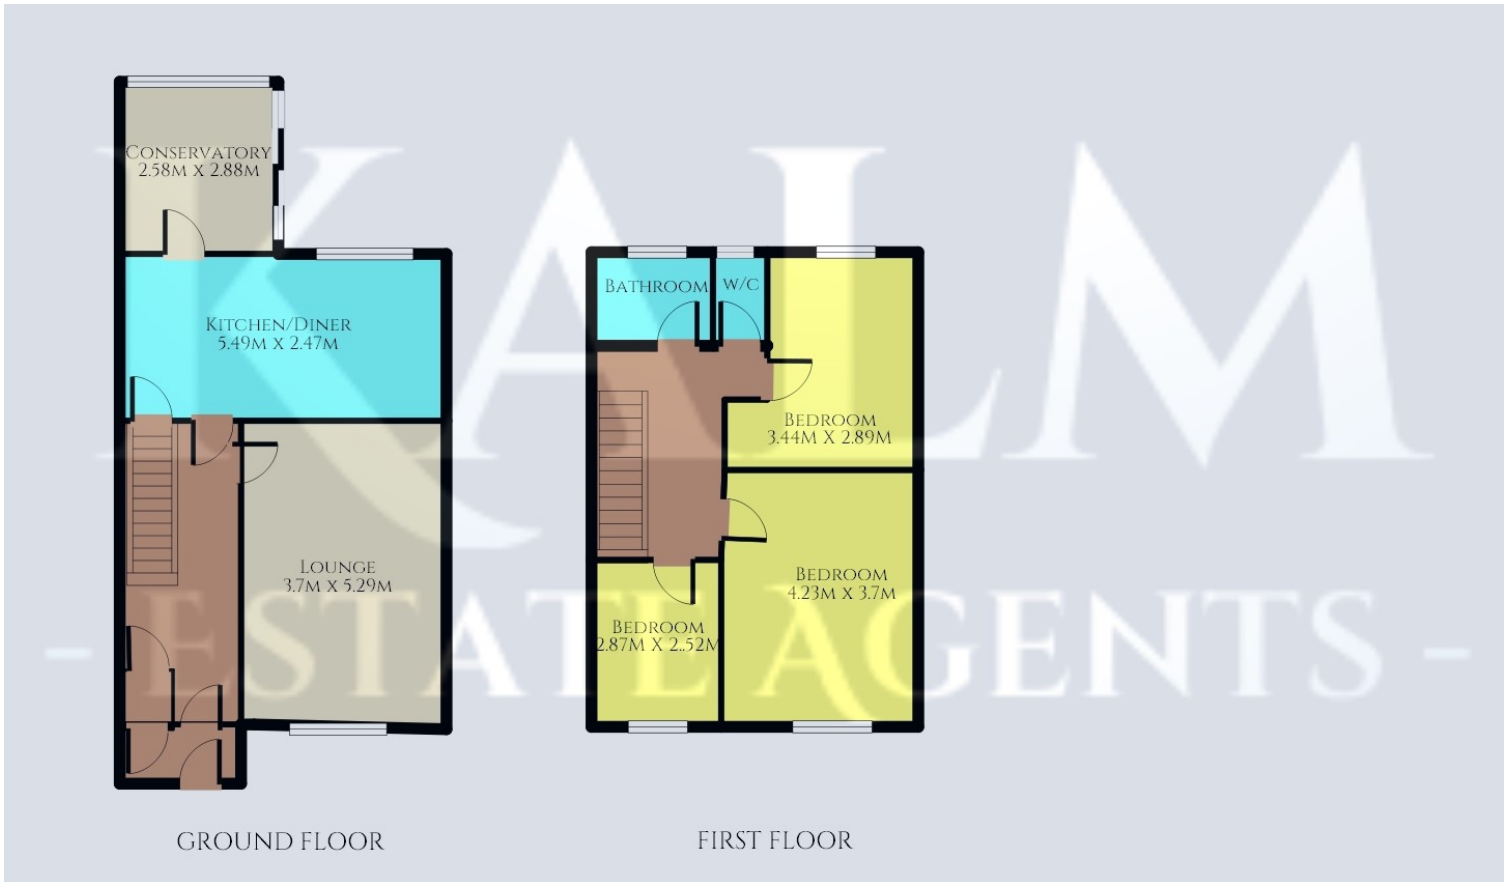 KALM
- ESTATE AGENTS -
CONSERVATORY
2.58M X 2.88M
KITCHEN/DINER
5.49M X 2.47M
LOUNGE
3.7M X 5.29M
BATHROOM
W/C
BEDROOM
3.44M X 2.89M
BEDROOM
4.23M X 3.7M
BEDROOM
2.87M X 2..52M
GROUND FLOOR
FIRST FLOOR